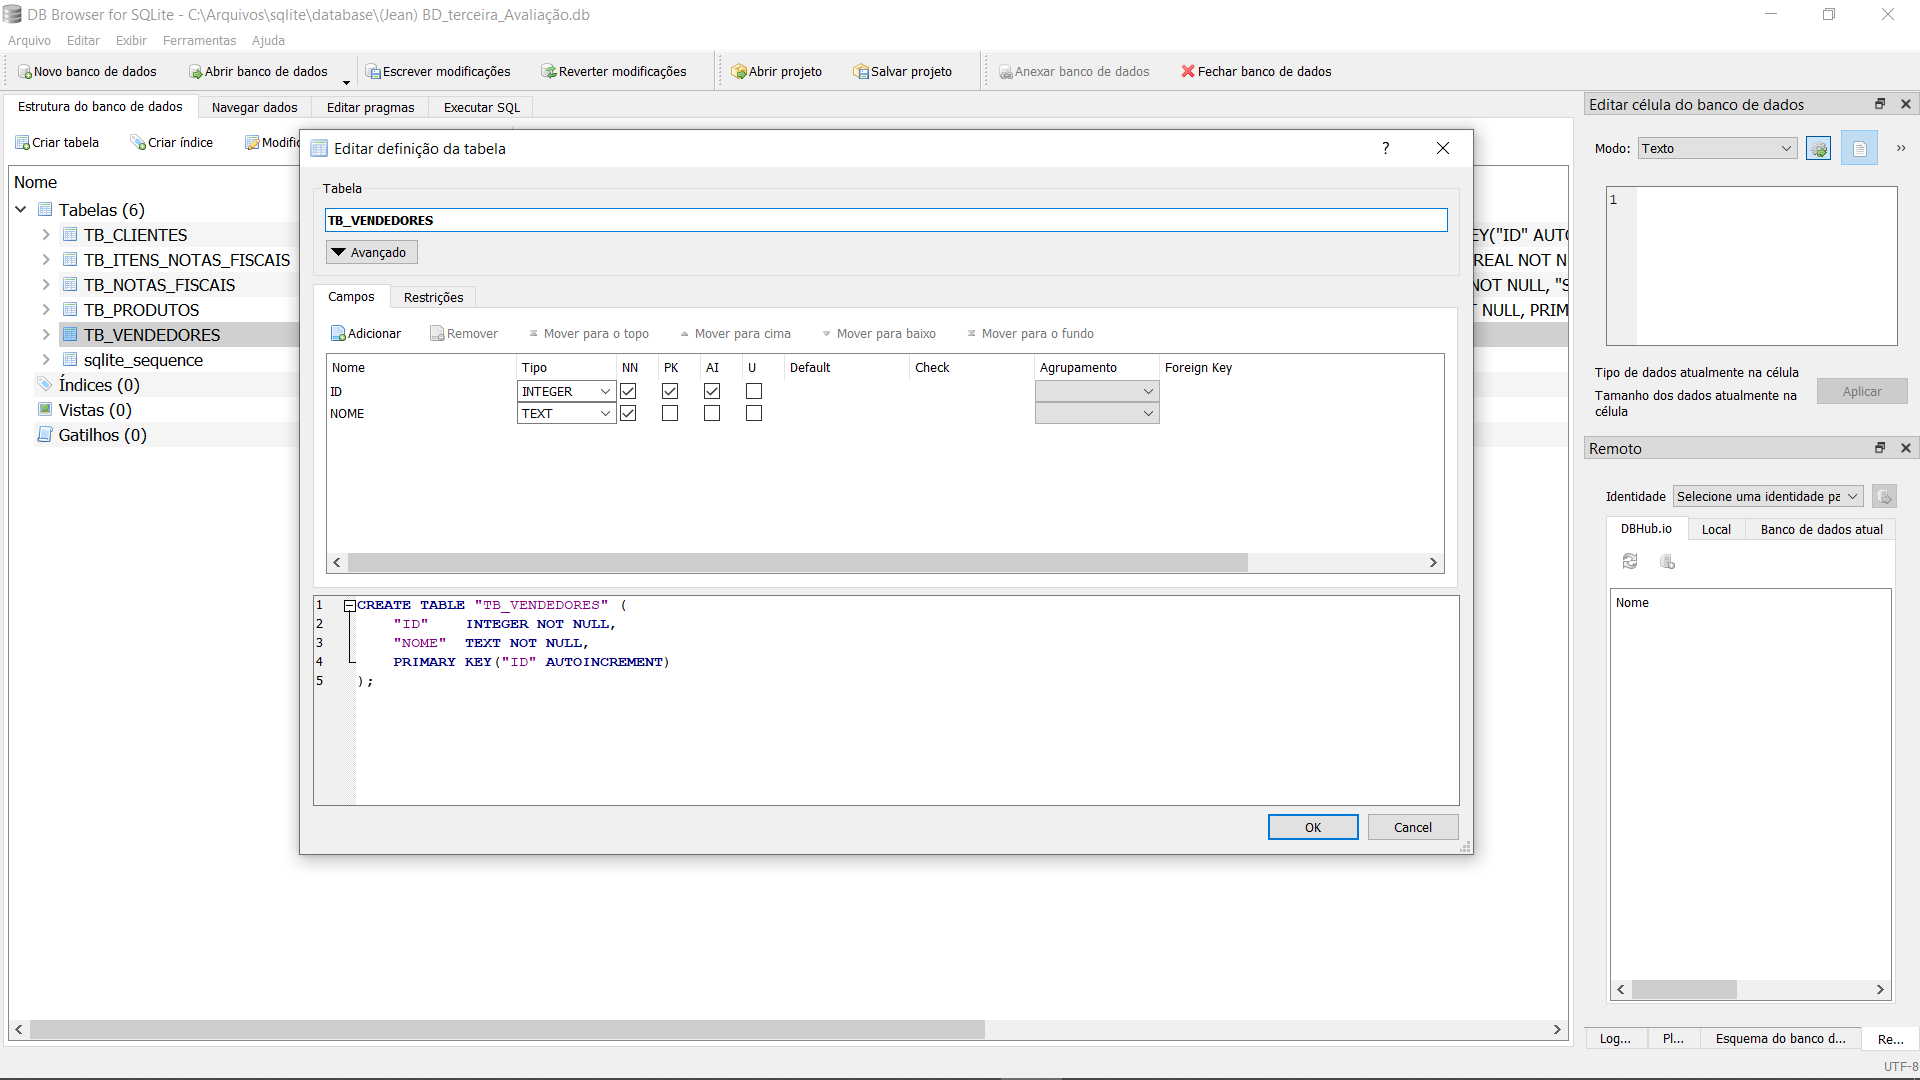 DB Browser for SQLite - C:\Arquivos\sqlite\database\(Jean) BD_terceira_Avaliação.db
Arquivo Editar Exibir Ferramentas Ajuda
Novo banco de dados Abrir banco de dados Escrever modificações Reverter modificações Abrir projeto Salvar projeto Anexar banco de dados Fechar banco de dados
Estrutura do banco de dados Navegar dados Editar pragmas Executar SQL
Criar tabela Criar índice Modific
Nome
Tabelas (6)
TB_CLIENTES
TB_ITENS_NOTAS_FISCAIS
TB_NOTAS_FISCAIS
TB_PRODUTOS
TB_VENDEDORES
sqlite_sequence
Índices (0)
Vistas (0)
Gatilhos (0)
EY("ID" AUTO
REAL NOT N
NOT NULL, "S
T NULL, PRIM
Editar definição da tabela ?
Tabela
TB_VENDEDORES
Avançado
Campos Restrições
Adicionar Remover Mover para o topo Mover para cima Mover para baixo Mover para o fundo
Nome Tipo NN PK AI U Default Check Agrupamento Foreign Key
ID INTEGER
NOME TEXT
1 CREATE TABLE "TB_VENDEDORES" (
2 "ID" INTEGER NOT NULL,
3 "NOME" TEXT NOT NULL,
4 PRIMARY KEY("ID" AUTOINCREMENT)
5 );
OK Cancel
Editar célula do banco de dados
Modo: Texto »
1
Tipo de dados atualmente na célula
Tamanho dos dados atualmente na
célula
Aplicar
Remoto
Identidade Selecione uma identidade pa
DBHub.io Local Banco de dados atual
Nome
Log... Pl... Esquema do banco d... Re...
UTF-8